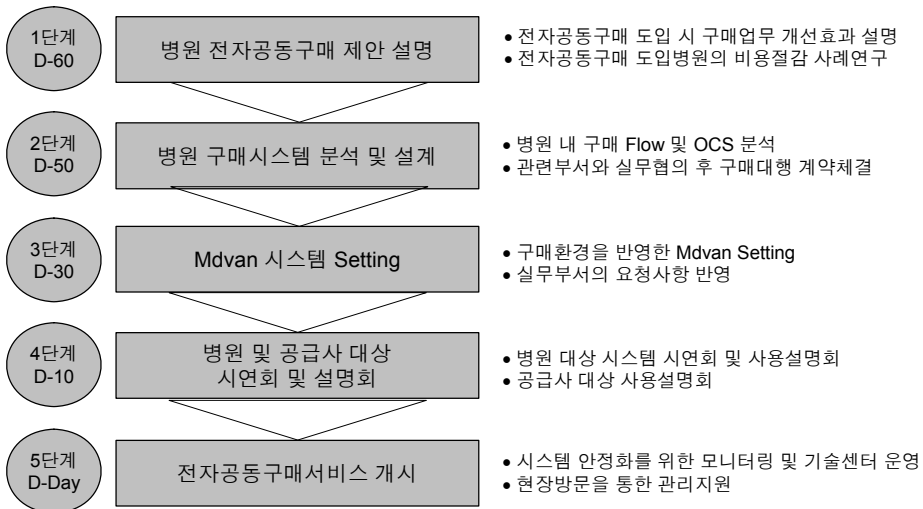 1단계
D-60
병원 전자공동구매 제안 설명
• 전자공동구매 도입 시 구매업무 개선효과 설명
• 전자공동구매 도입병원의 비용절감 사례연구
2단계
D-50
병원 구매시스템 분석 및 설계
• 병원 내 구매 Flow 및 OCS 분석
• 관련부서와 실무협의 후 구매대행 계약체결
3단계
D-30
Mdvan 시스템 Setting
• 구매환경을 반영한 Mdvan Setting
• 실무부서의 요청사항 반영
4단계
D-10
병원 및 공급사 대상
시연회 및 설명회
• 병원 대상 시스템 시연회 및 사용설명회
• 공급사 대상 사용설명회
5단계
D-Day
전자공동구매서비스 개시
• 시스템 안정화를 위한 모니터링 및 기술센터 운영
• 현장방문을 통한 관리지원